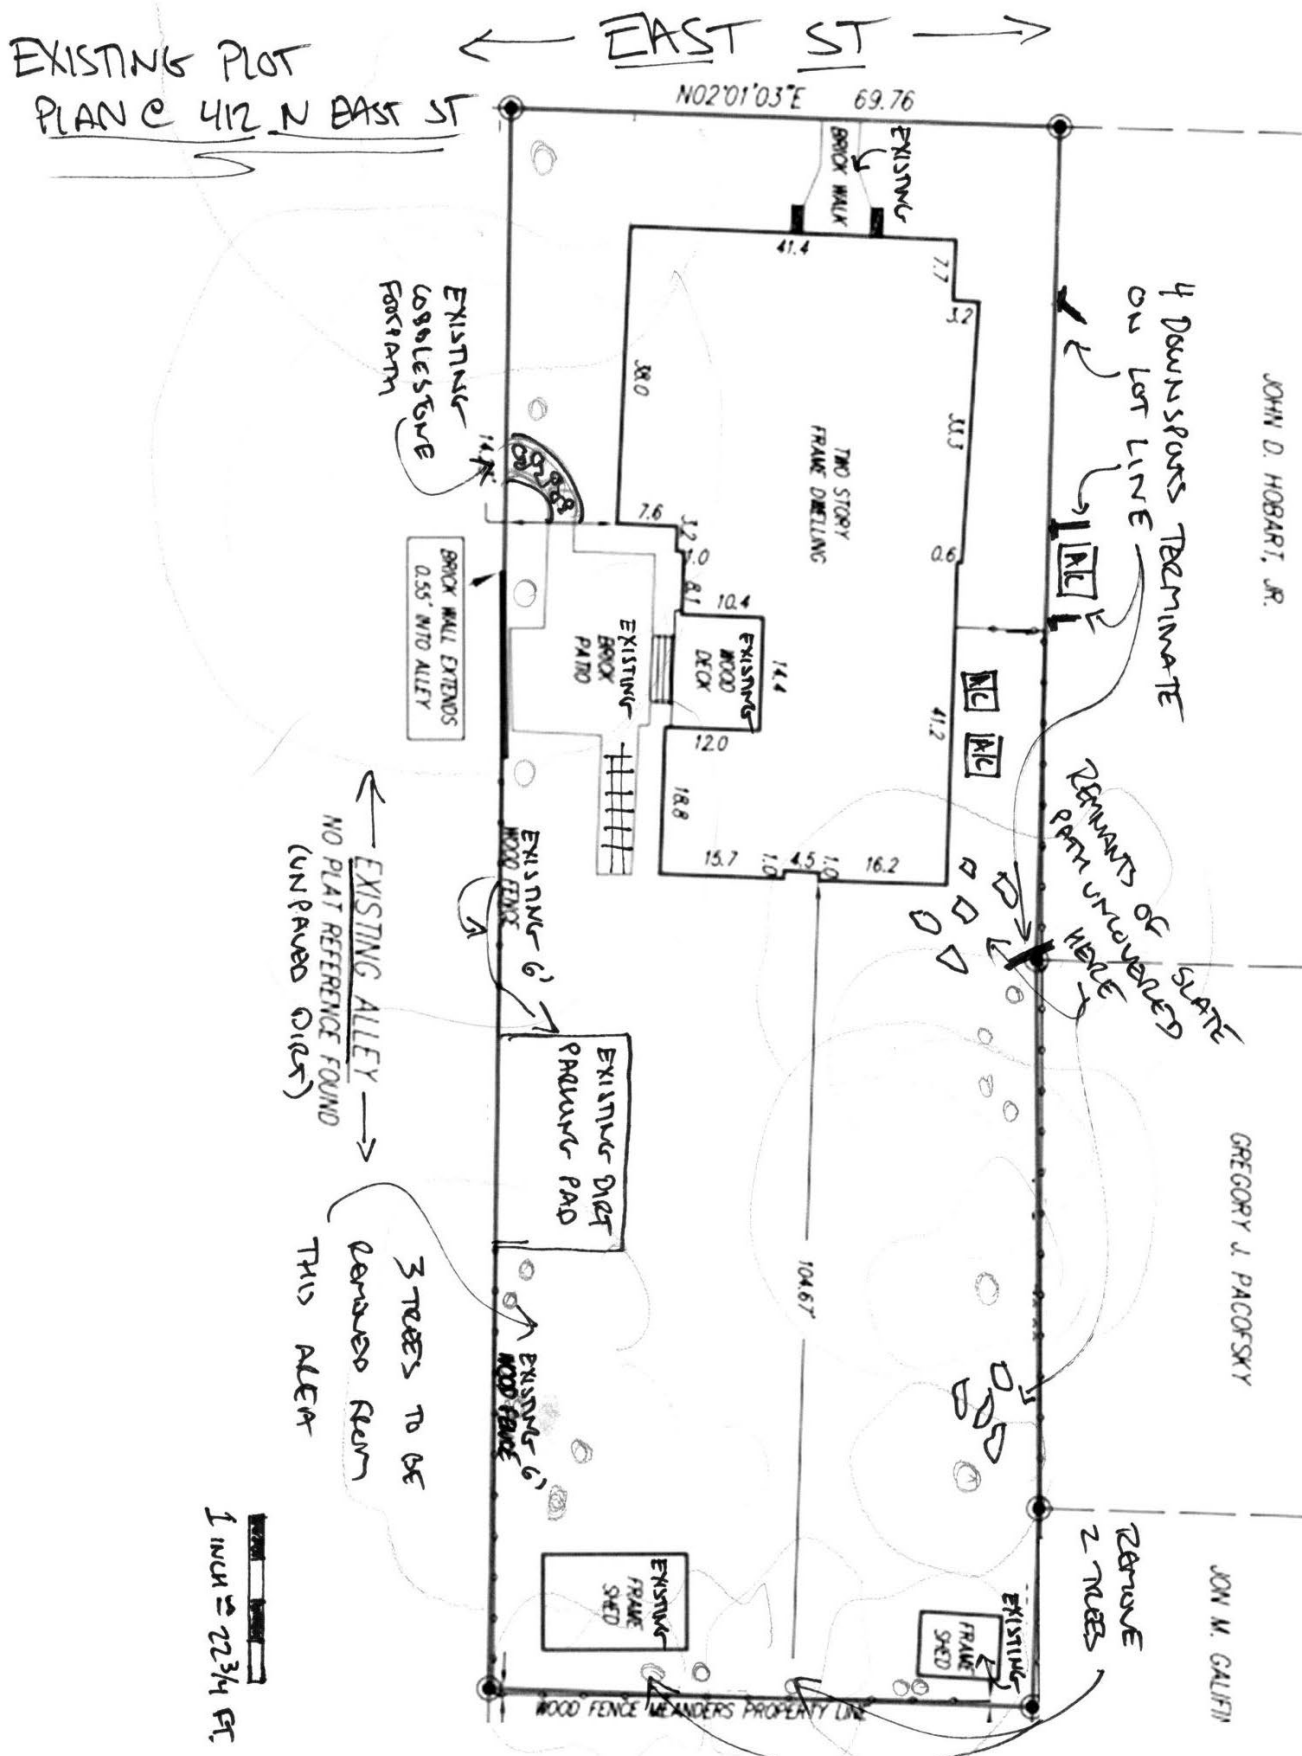 EXISTING PLOT
PLAN @ 412 N EAST ST
EAST ST
N02°01'03"E 69.76
EXISTING
BRICK WALK
41.4
7.7
3.2
33.3
38.0
TWO STORY
FRAME DWELLING
EXISTING
COBBLESTONE
FOOTPATH
7.6
3.2
1.0
8.1
10.4
0.6
14.4
41.2
12.0
18.8
15.7
1.0
4.5
1.0
16.2
4 DOWNSPOUTS TERMINATE
ON LOT LINE
JOHN D. HOBART, JR.
A/C
A/C
A/C
BRICK WALL EXTENDS
0.55' INTO ALLEY
EXISTING
BRICK
PATIO
EXISTING
WOOD
DECK
REMNANTS OF SLATE
PATH UNCOVERED
HERE
EXISTING 6'
WOOD FENCE
EXISTING ALLEY
NO PLAT REFERENCE FOUND
(UNPAVED DIRT)
EXISTING DIRT
PARKING PAD
104.67'
GREGORY J. PACOFSKY
3 TREES TO BE
REMOVED FROM
THIS AREA
EXISTING 6'
WOOD FENCE
REMOVE
2 TREES
JON M. GALIFI
EXISTING
FRAME
SHED
EXISTING
FRAME
SHED
WOOD FENCE MEANDERS PROPERTY LINE
1 INCH = 22 3/4 FT.